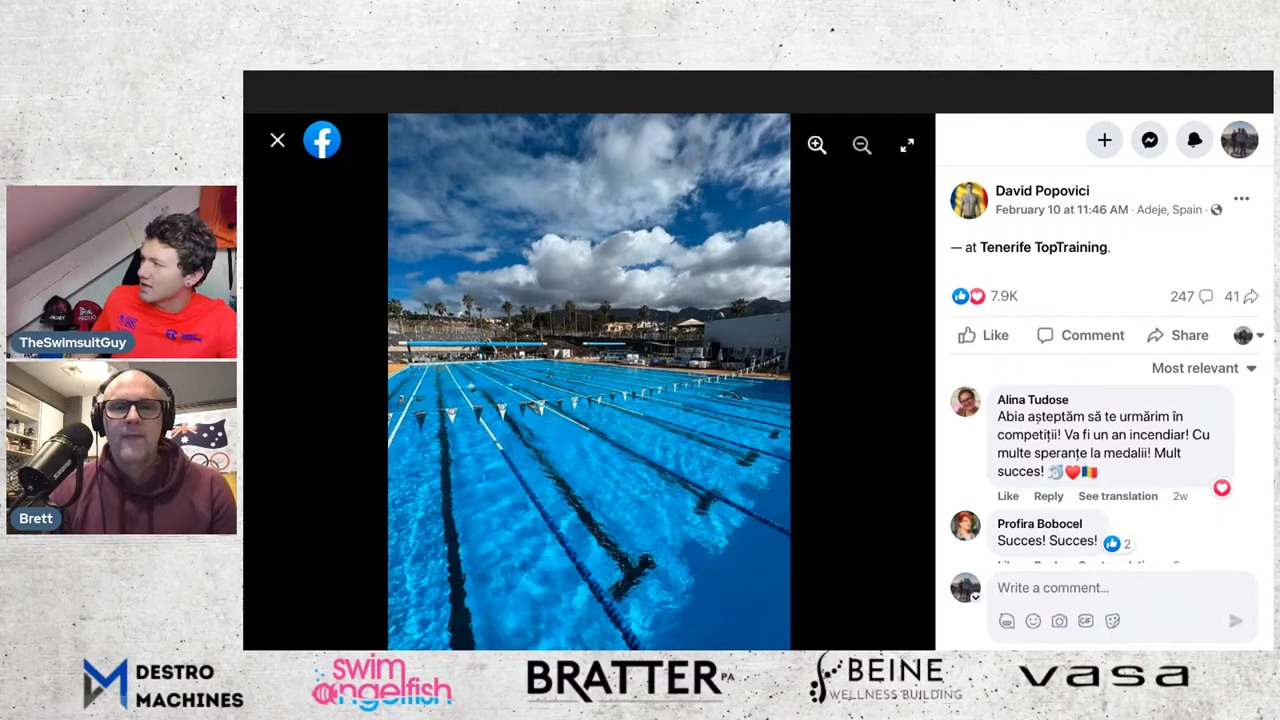 TheSwimsuitGuy
Brett
David Popovici
February 10 at 11:46 AM · Adeje, Spain ·
— at Tenerife TopTraining.
7.9K
247
41
Like
Comment
Share
Most relevant
Alina Tudose
Abia așteptăm să te urmărim în
competiții! Va fi un an incendiar! Cu
multe speranțe la medalii! Mult
succes! 
Like Reply See translation 2w
Profira Bobocel
Succes! Succes!
2
Write a comment...
GIF
DESTRO
MACHINES
swim
angelfish
BRATTER PA
BEINE
WELLNESS BUILDING
vasa